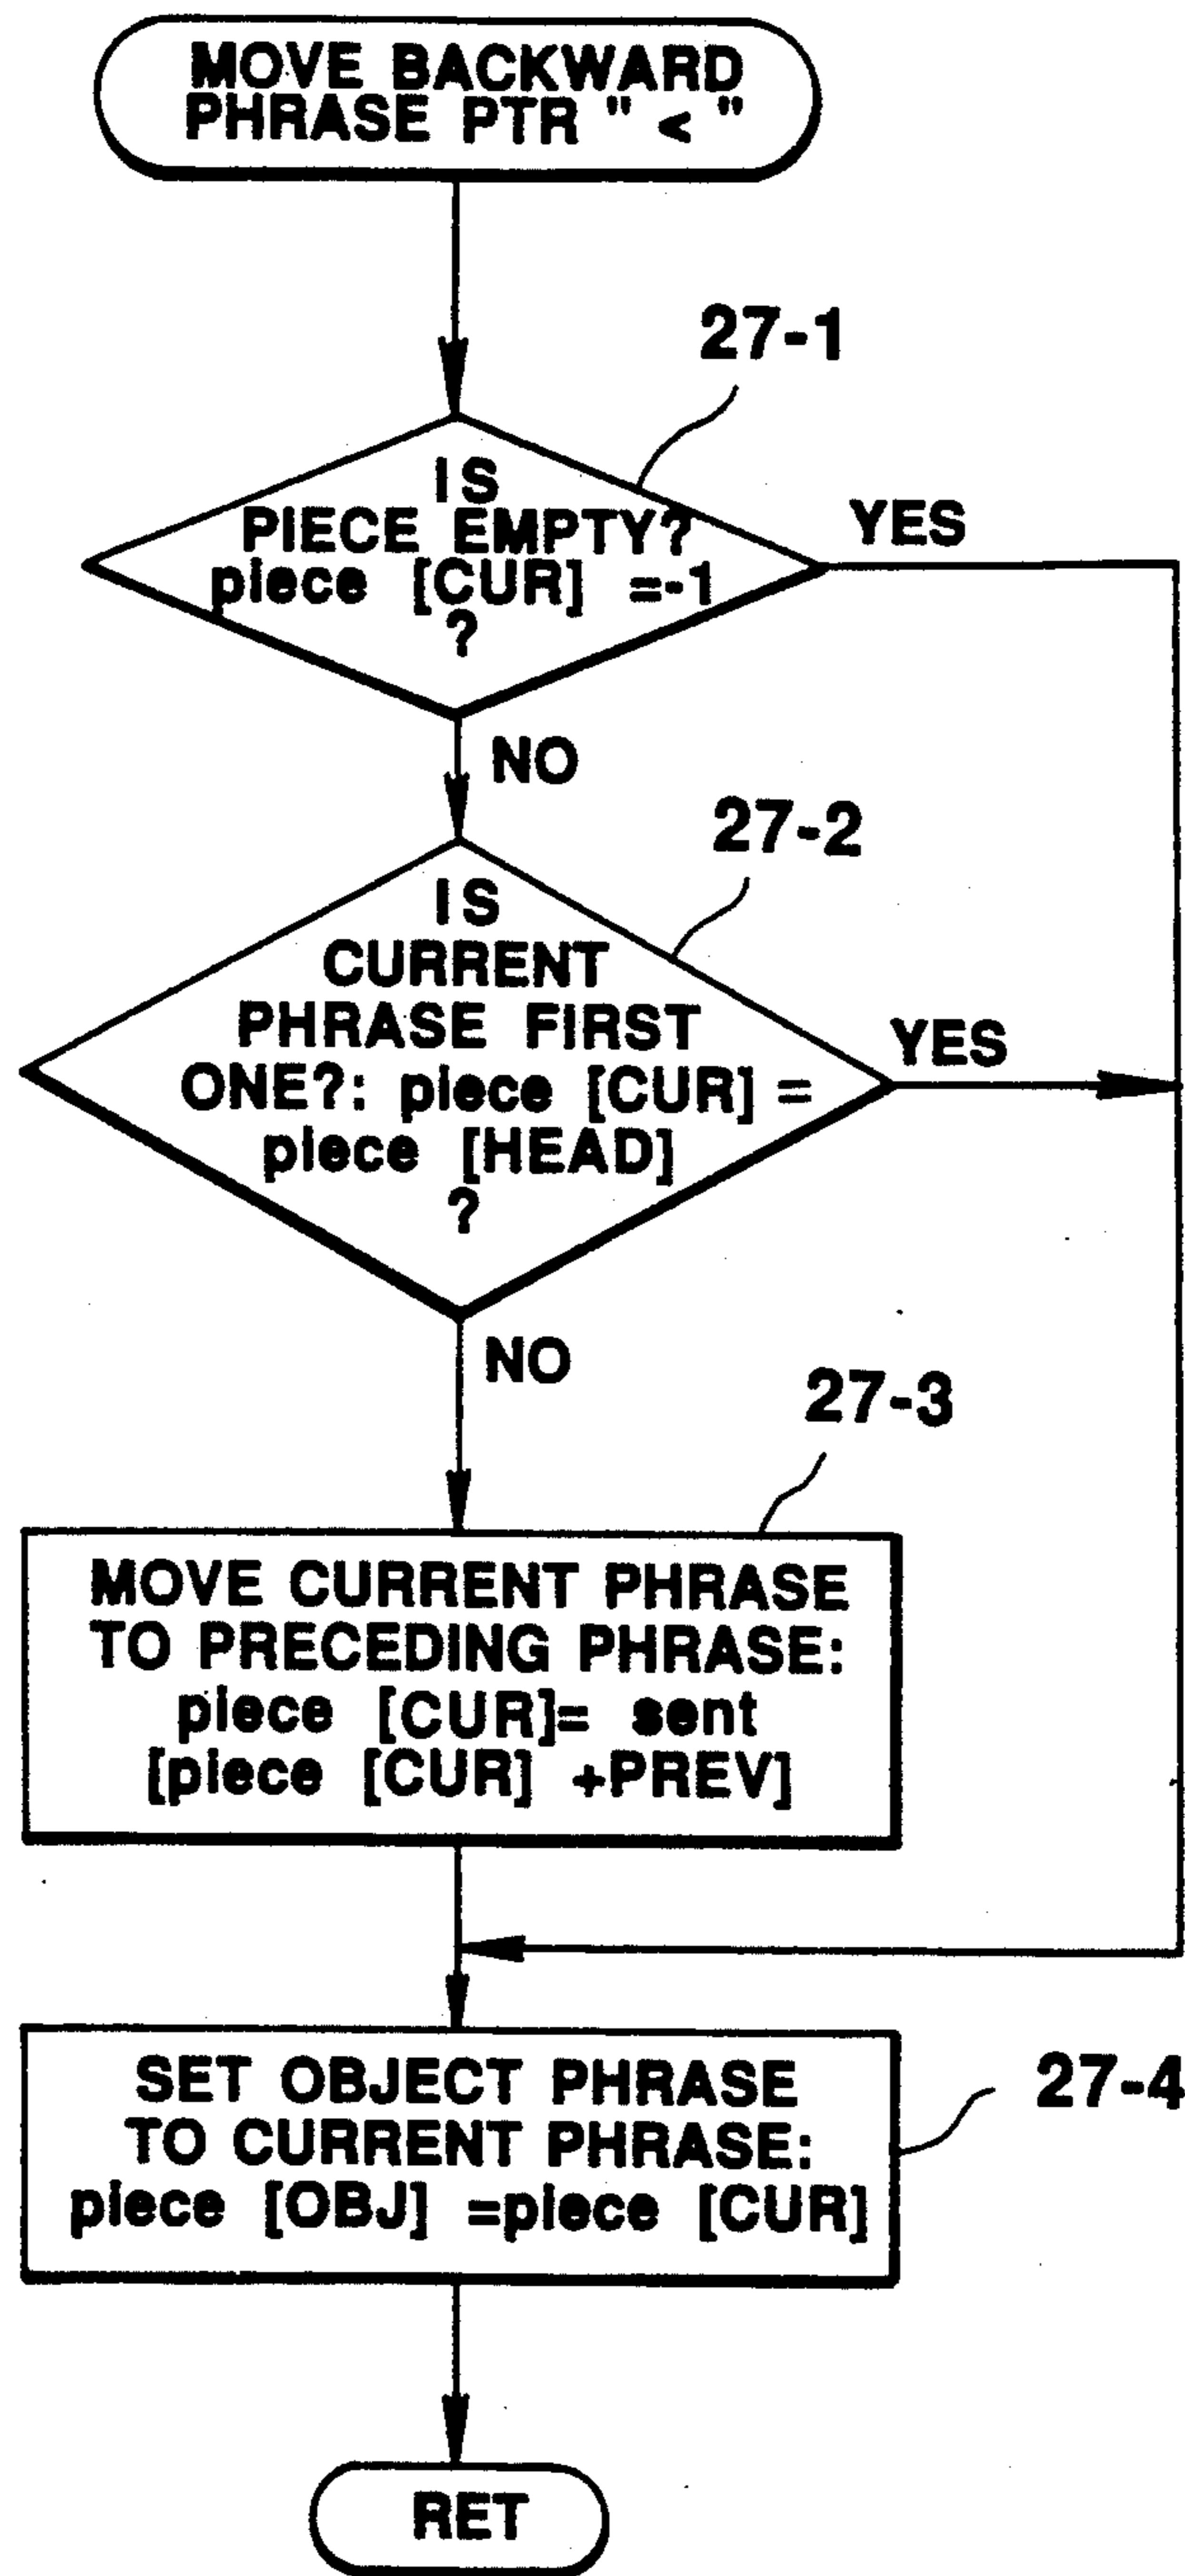 MOVE BACKWARD
PHRASE PTR " < "
27-1
IS
PIECE EMPTY?
piece [CUR] =-1
?
YES
NO
27-2
IS
CURRENT
PHRASE FIRST
ONE?: piece [CUR] =
piece [HEAD]
?
YES
NO
27-3
MOVE CURRENT PHRASE
TO PRECEDING PHRASE:
piece [CUR]= sent
[piece [CUR] +PREV]
SET OBJECT PHRASE
TO CURRENT PHRASE:
piece [OBJ] =piece [CUR]
27-4
RET